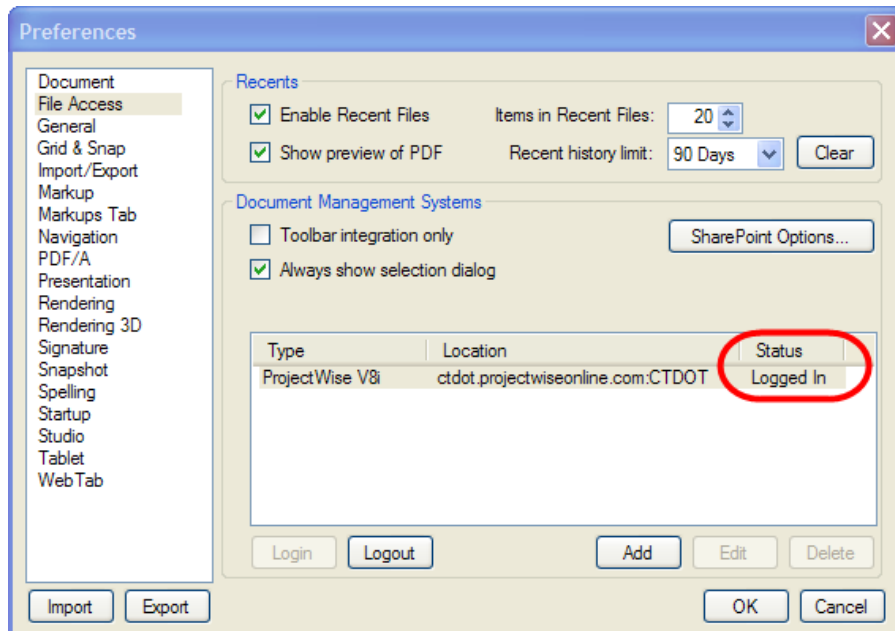 Preferences
Document
File Access
General
Grid & Snap
Import/Export
Markup
Markups Tab
Navigation
PDF/A
Presentation
Rendering
Rendering 3D
Signature
Snapshot
Spelling
Startup
Studio
Tablet
WebTab
Import Export
Recents
Enable Recent Files Items in Recent Files: 20
Show preview of PDF Recent history limit: 90 Days Clear
Document Management Systems
Toolbar integration only SharePoint Options...
Always show selection dialog
Type Location Status
ProjectWise V8i ctdot.projectwiseonline.com:CTDOT Logged In
Login Logout Add Edit Delete
OK Cancel